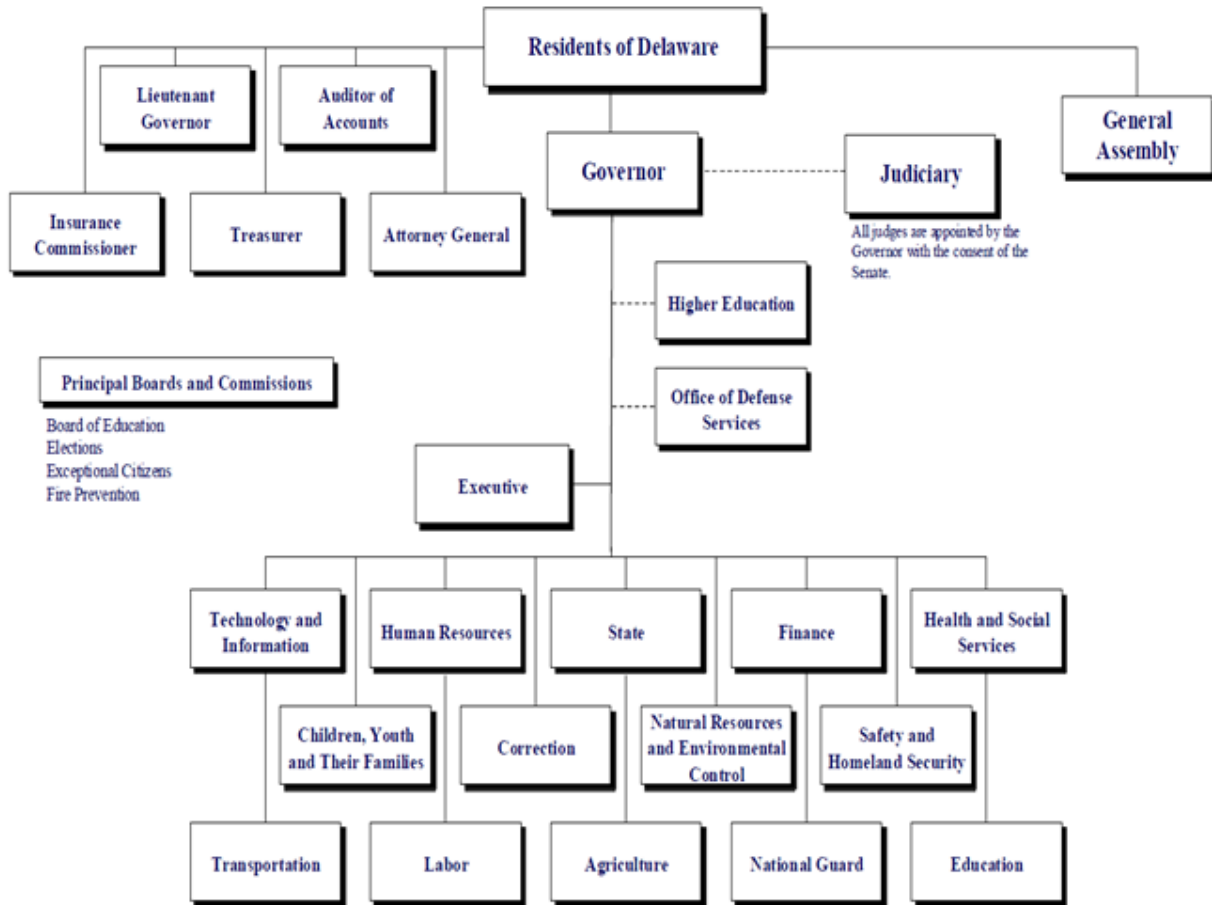 Residents of Delaware
Lieutenant
Governor
Auditor of
Accounts
General
Assembly
Governor
Judiciary
All judges are appointed by the
Governor with the consent of the
Senate.
Insurance
Commissioner
Treasurer
Attorney General
Higher Education
Principal Boards and Commissions
Board of Education
Elections
Exceptional Citizens
Fire Prevention
Office of Defense
Services
Executive
Technology and
Information
Human Resources
State
Finance
Health and Social
Services
Children, Youth
and Their Families
Correction
Natural Resources
and Environmental
Control
Safety and
Homeland Security
Transportation
Labor
Agriculture
National Guard
Education